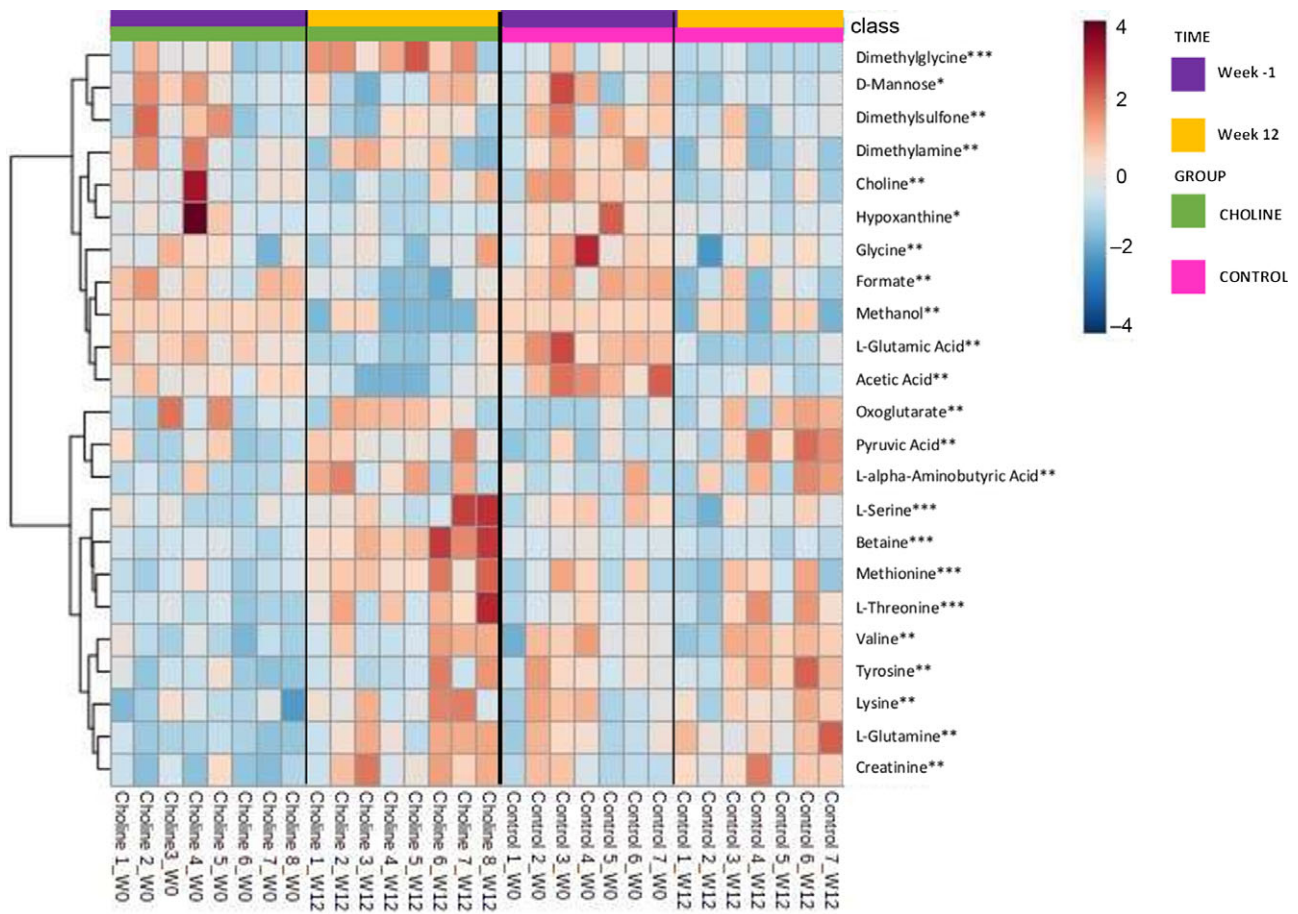 class
Dimethylglycine***
D-Mannose*
Dimethylsulfone**
Dimethylamine**
Choline**
Hypoxanthine*
Glycine**
Formate**
Methanol**
L-Glutamic Acid**
Acetic Acid**
Oxoglutarate**
Pyruvic Acid**
L-alpha-Aminobutyric Acid**
L-Serine***
Betaine***
Methionine***
L-Threonine***
Valine**
Tyrosine**
Lysine**
L-Glutamine**
Creatinine**
4
2
0
−2
−4
TIME
Week -1
Week 12
GROUP
CHOLINE
CONTROL
Choline 1_W0
Choline 2_W0
Choline3_W0
Choline 4_W0
Choline 5_W0
Choline 6_W0
Choline 7_W0
Choline 8_W0
Choline 1_W12
Choline 2_W12
Choline 3_W12
Choline 4_W12
Choline 5_W12
Choline 6_W12
Choline 7_W12
Choline 8_W12
Control 1_W0
Control 2_W0
Control 3_W0
Control 4_W0
Control 5_W0
Control 6_W0
Control 7_W0
Control 1_W12
Control 2_W12
Control 3_W12
Control 4_W12
Control 5_W12
Control 6_W12
Control 7_W12